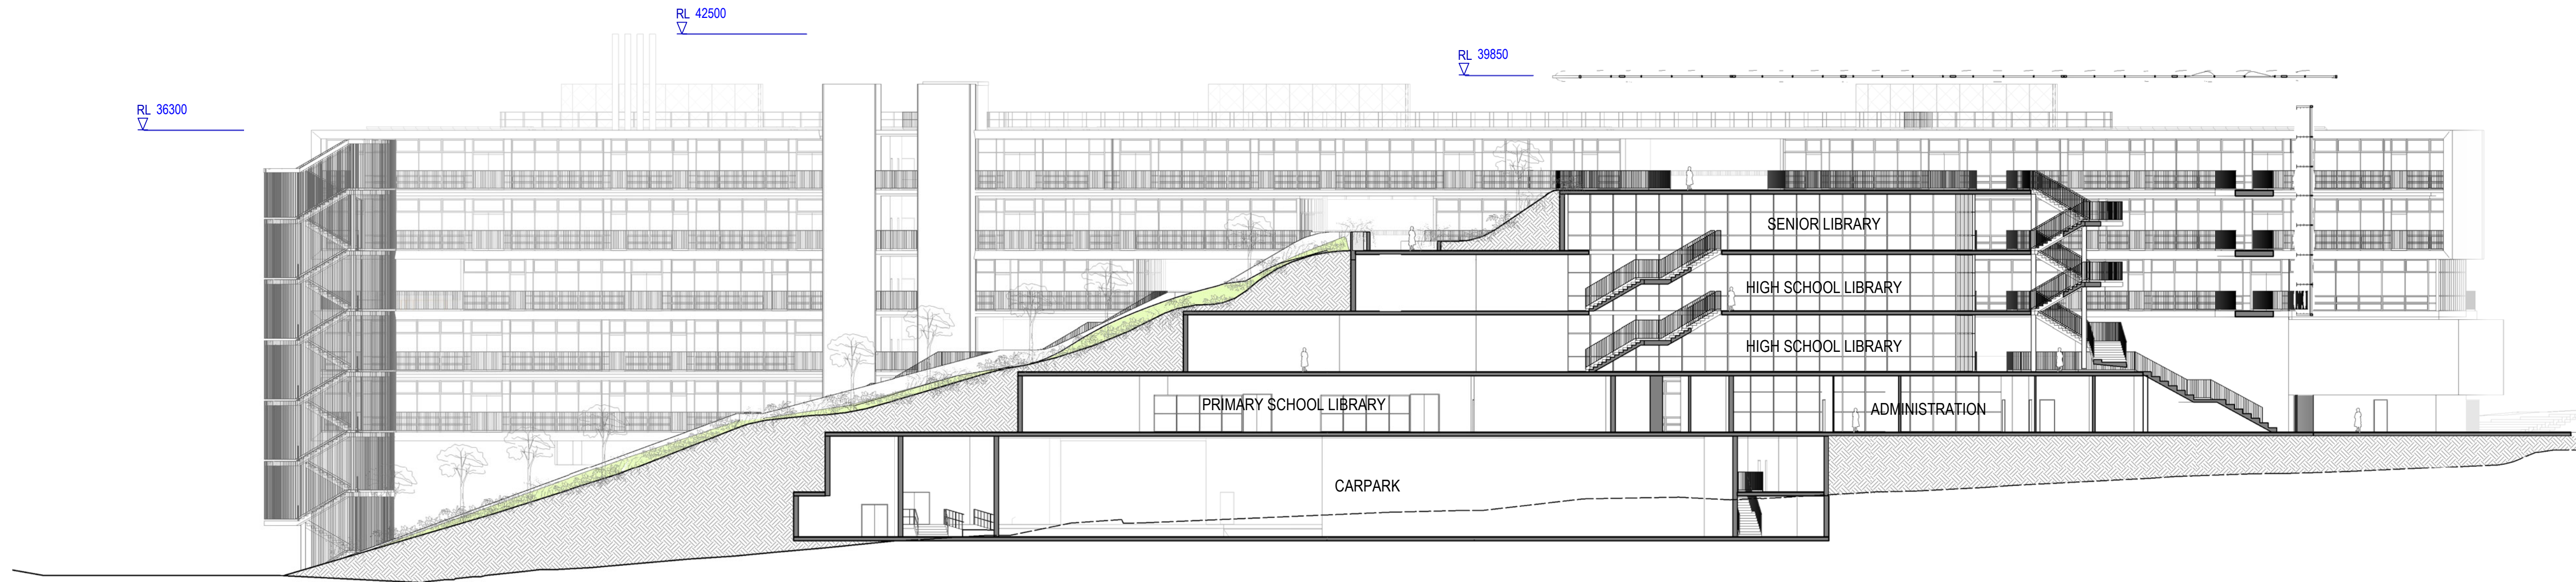 RL 42500
RL 39850
RL 36300
SENIOR LIBRARY
HIGH SCHOOL LIBRARY
HIGH SCHOOL LIBRARY
PRIMARY SCHOOL LIBRARY
ADMINISTRATION
CARPARK